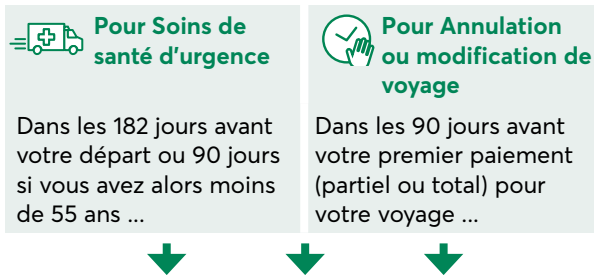 Pour Soins de
santé d'urgence
Dans les 182 jours avant
votre départ ou 90 jours
si vous avez alors moins
de 55 ans ...
Pour Annulation
ou modification de
voyage
Dans les 90 jours avant
votre premier paiement
(partiel ou total) pour
votre voyage ...